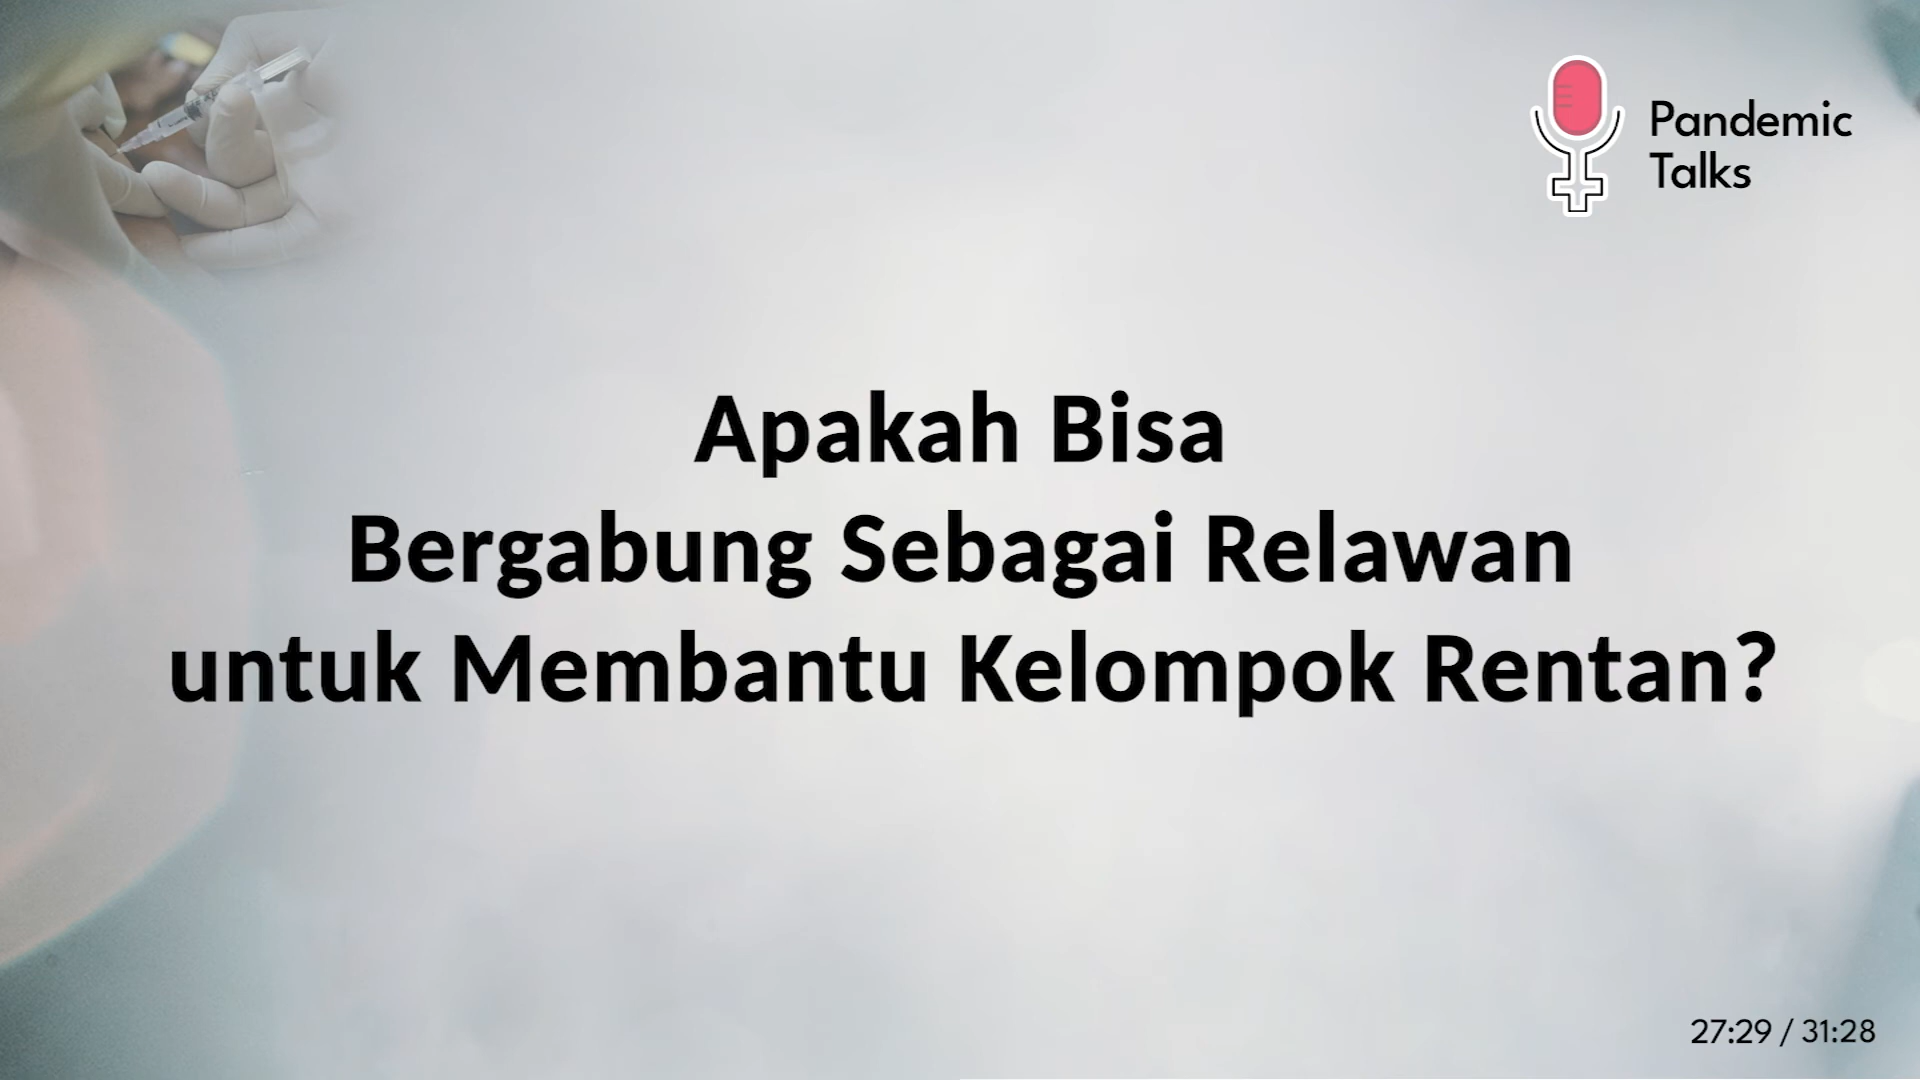 Pandemic
Talks
Apakah Bisa
Bergabung Sebagai Relawan
untuk Membantu Kelompok Rentan?
27:29 / 31:28